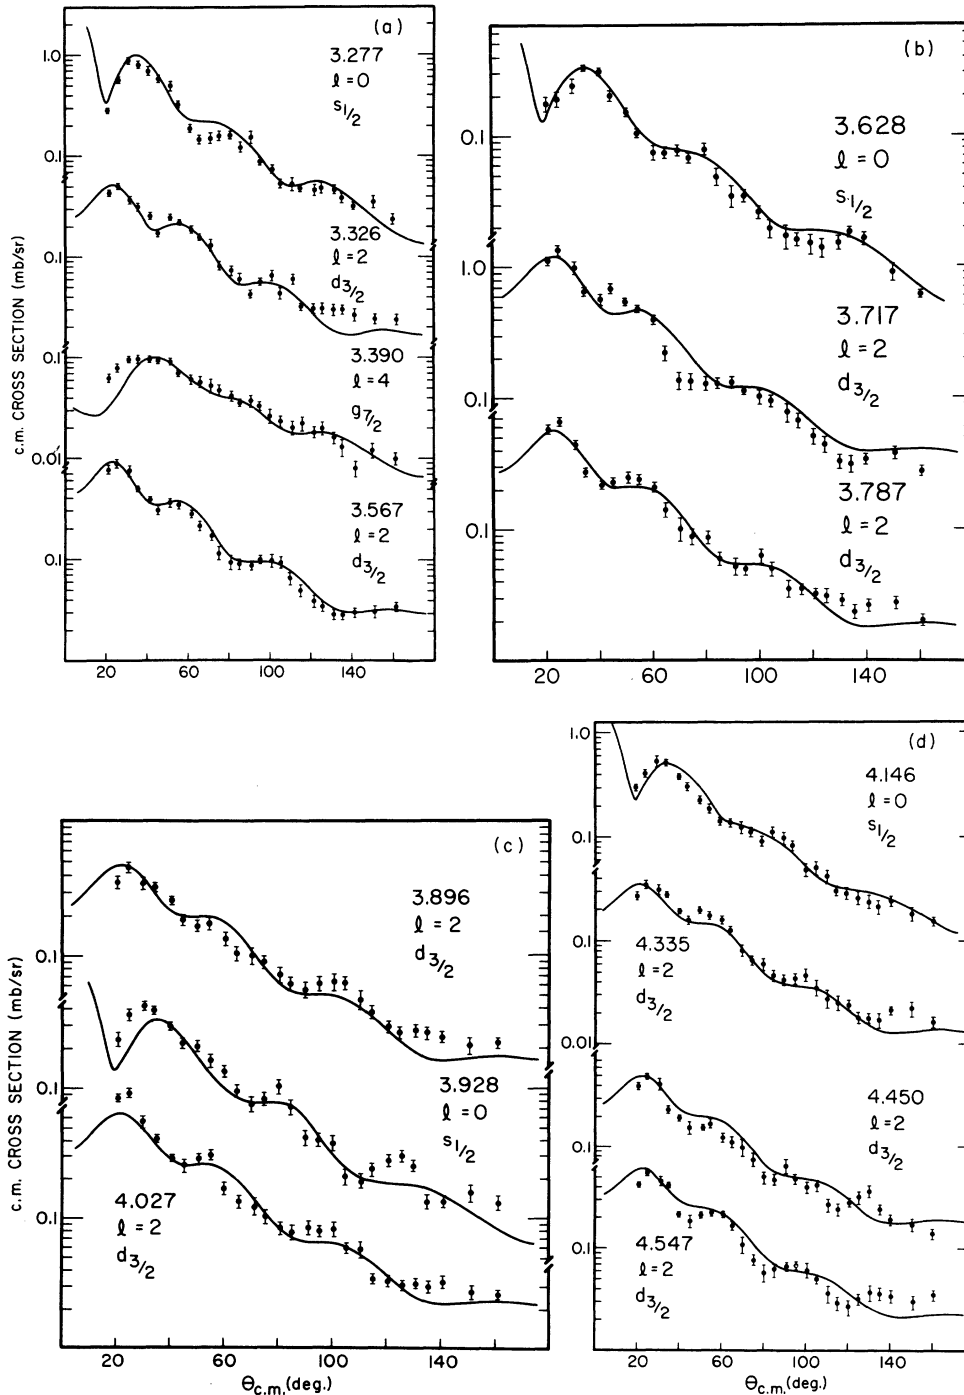 (a)
c.m. CROSS SECTION (mb/sr)
1.0
0.1
0.1
0.01
0.1
3.277
ℓ = 0
s1/2
3.326
ℓ = 2
d3/2
3.390
ℓ = 4
g7/2
3.567
ℓ = 2
d3/2
20 60 100 140
(b)
0.1
1.0
0.1
0.1
3.628
ℓ = 0
s1/2
3.717
ℓ = 2
d3/2
3.787
ℓ = 2
d3/2
20 60 100 140
(c)
c.m. CROSS SECTION (mb/sr)
0.1
0.1
0.1
3.896
ℓ = 2
d3/2
3.928
ℓ = 0
s1/2
4.027
ℓ = 2
d3/2
20 60 100 140
θc.m. (deg.)
(d)
1.0
0.1
0.1
0.01
0.1
0.1
4.146
ℓ = 0
s1/2
4.335
ℓ = 2
d3/2
4.450
ℓ = 2
d3/2
4.547
ℓ = 2
d3/2
20 60 100 140
θc.m. (deg.)